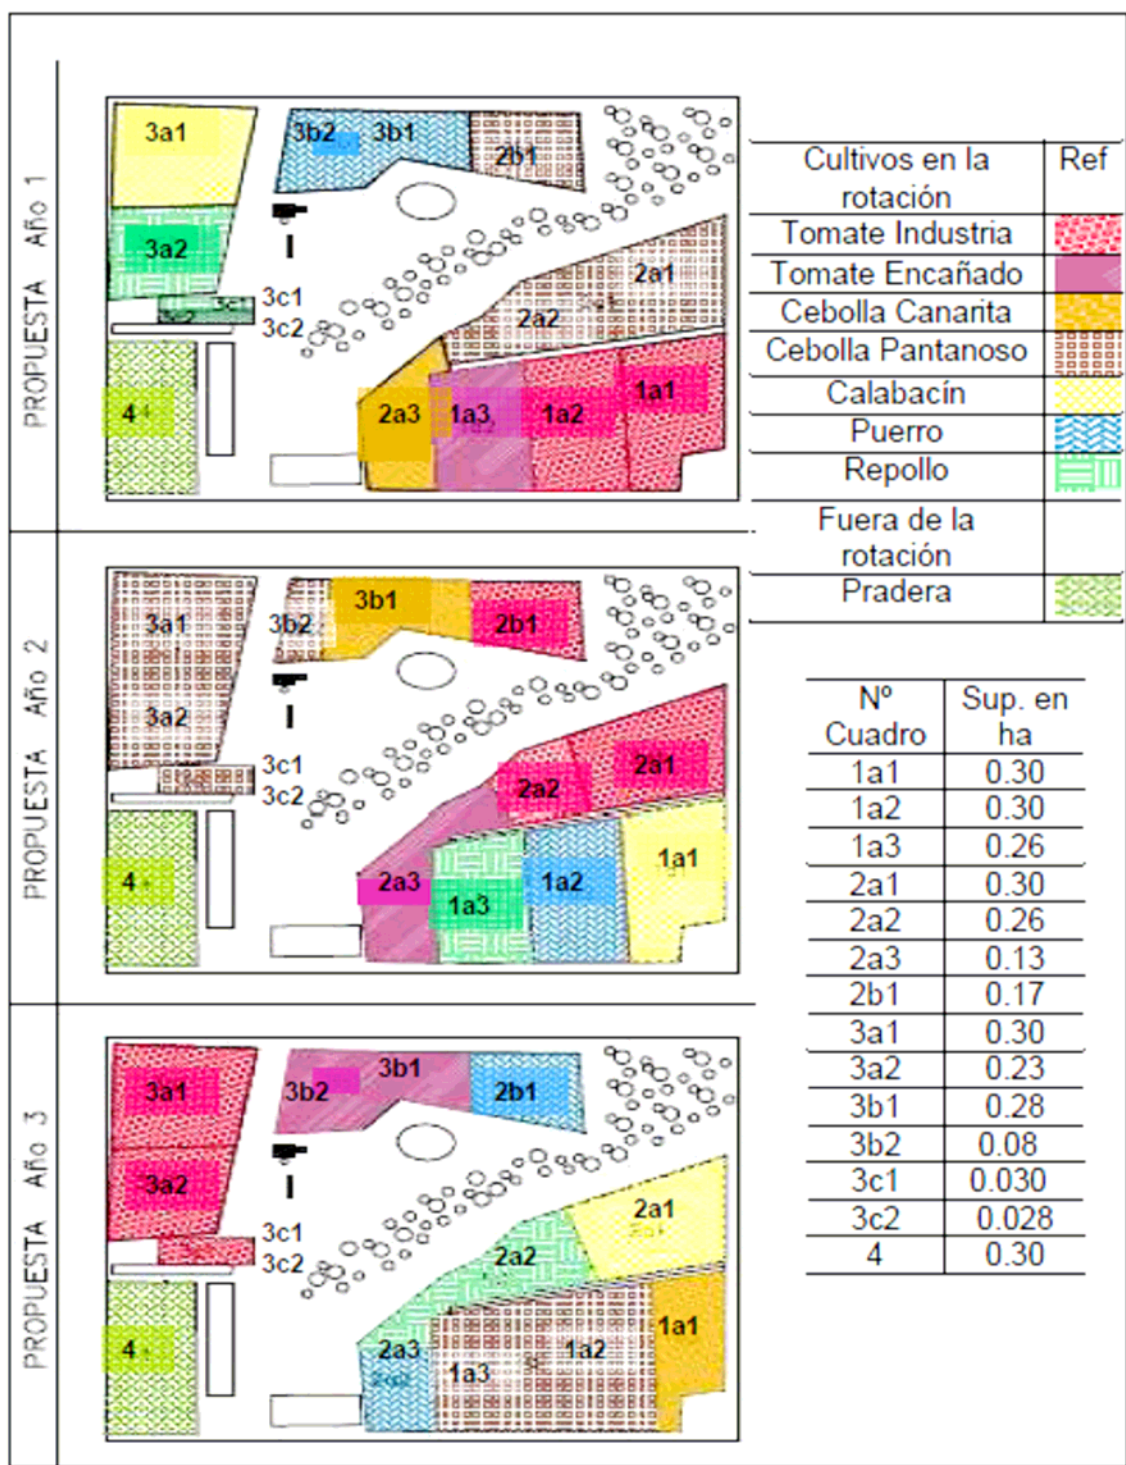 PROPUESTA Año 1
3a1
3b2
3b1
2b1
3a2
2a1
3c1
3c2
2a2
4
2a3
1a3
1a2
1a1
PROPUESTA Año 2
3a1
3b2
3b1
2b1
3a2
3c1
3c2
2a1
2a2
4
2a3
1a3
1a2
1a1
PROPUESTA Año 3
3a1
3b2
3b1
2b1
3a2
3c1
3c2
2a1
2a2
4
2a3
1a3
1a2
1a1
Cultivos en la Ref
rotación
Tomate Industria
Tomate Encañado
Cebolla Canarita
Cebolla Pantanoso
Calabacín
Puerro
Repollo
Fuera de la
rotación
Pradera
Nº Sup. en
Cuadro ha
1a1 0.30
1a2 0.30
1a3 0.26
2a1 0.30
2a2 0.26
2a3 0.13
2b1 0.17
3a1 0.30
3a2 0.23
3b1 0.28
3b2 0.08
3c1 0.030
3c2 0.028
4 0.30